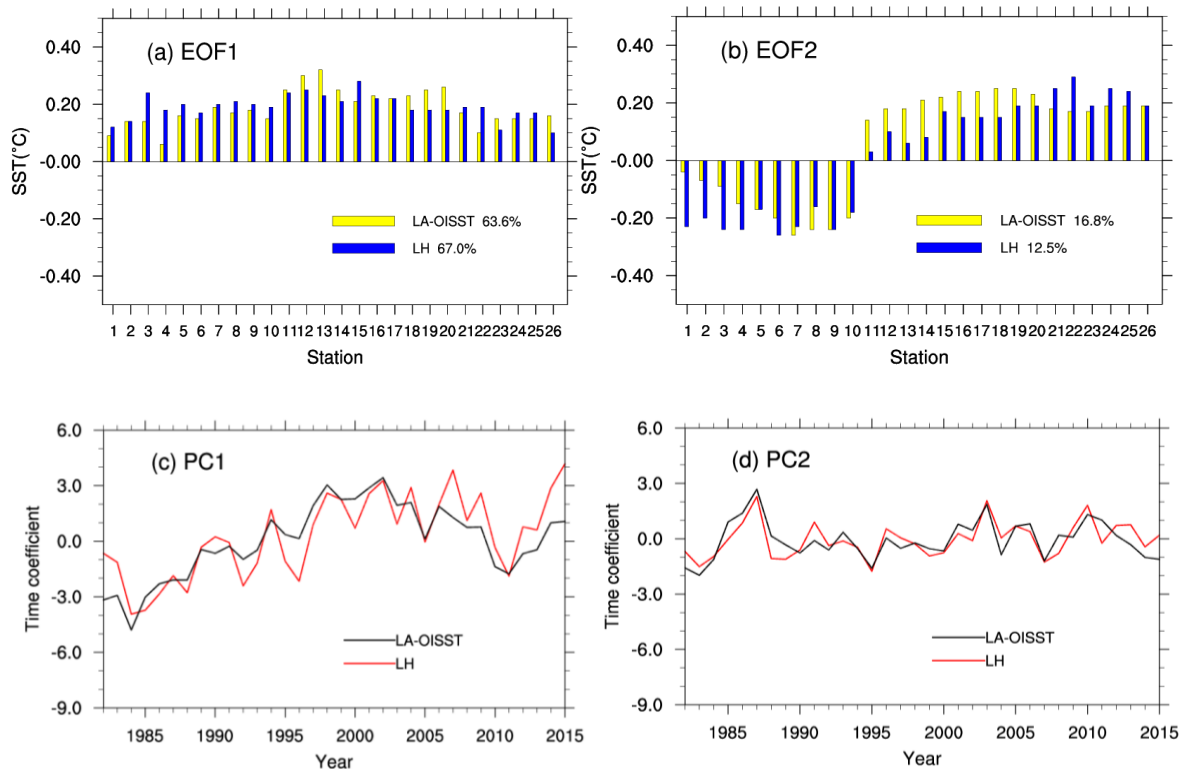 (a) EOF1
SST(°C)
0.40
0.20
-0.00
-0.20
-0.40
LA-OISST 63.6%
LH 67.0%
1 2 3 4 5 6 7 8 9 10 11 12 13 14 15 16 17 18 19 20 21 22 23 24 25 26
Station
(b) EOF2
SST(°C)
0.40
0.20
-0.00
-0.20
-0.40
LA-OISST 16.8%
LH 12.5%
1 2 3 4 5 6 7 8 9 10 11 12 13 14 15 16 17 18 19 20 21 22 23 24 25 26
Station
(c) PC1
Time coefficient
6.0
3.0
0.0
-3.0
-6.0
-9.0
LA-OISST
LH
1985 1990 1995 2000 2005 2010 2015
Year
(d) PC2
Time coefficient
6.0
3.0
0.0
-3.0
-6.0
-9.0
LA-OISST
LH
1985 1990 1995 2000 2005 2010 2015
Year